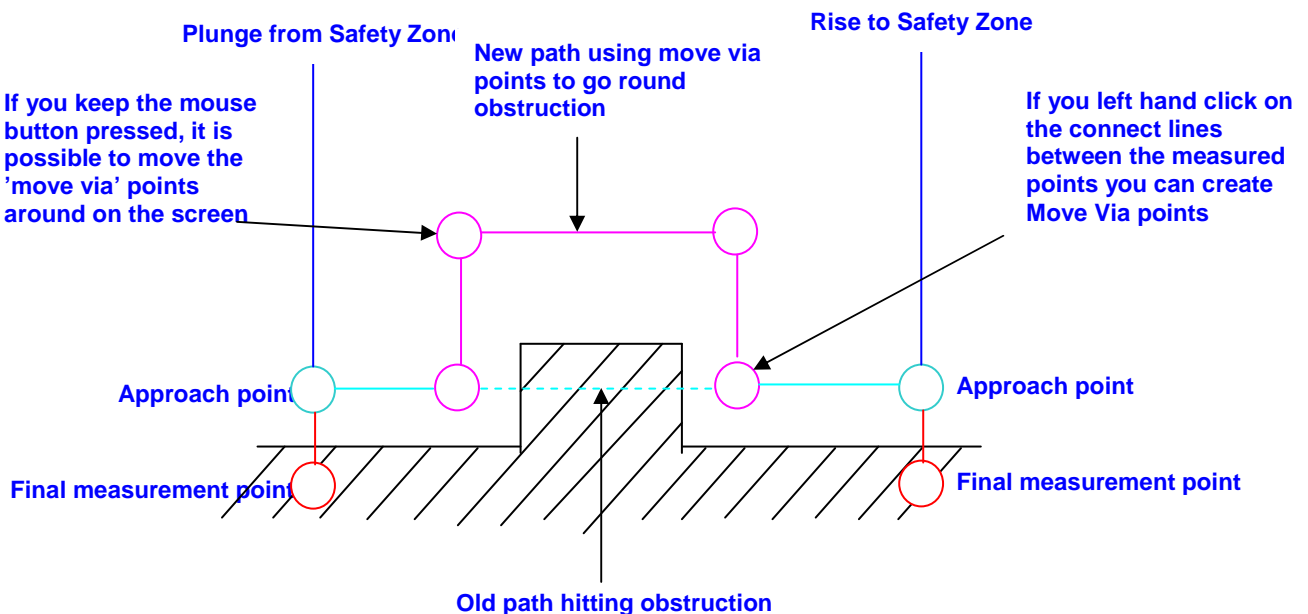 Plunge from Safety Zone
Rise to Safety Zone
New path using move via
points to go round
obstruction
If you keep the mouse
button pressed, it is
possible to move the
’move via’ points
around on the screen
If you left hand click on
the connect lines
between the measured
points you can create
Move Via points
Approach point
Approach point
Final measurement point
Final measurement point
Old path hitting obstruction